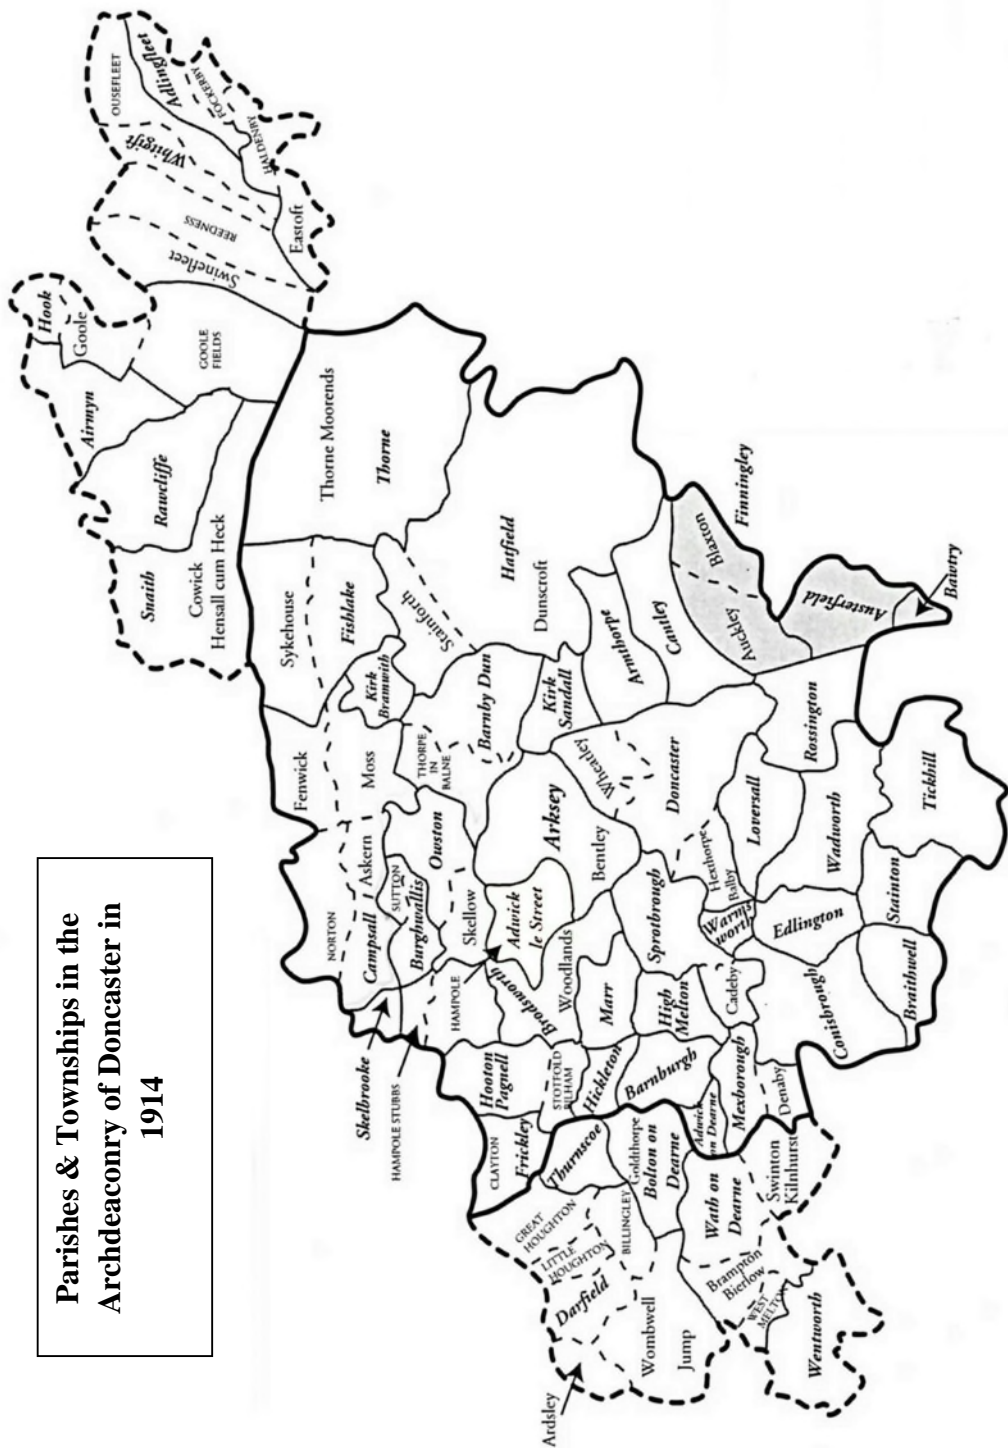 Parishes & Townships in the
Archdeaconry of Doncaster in
1914
OUSEFLEET
Adlingfleet
FOCKERBY
HALDENBY
Whitgift
REEDNESS
Swinefleet
Eastoft
Hook
Goole
GOOLE
FIELDS
Airmyn
Rawcliffe
Snaith
Cowick
Hensall cum Heck
Thorne Moorends
Thorne
Sykehouse
Fishlake
Stainforth
Hatfield
Dunscroft
Fenwick
Moss
Kirk
Bramwith
THORPE
IN
BALNE
Barnby Dun
Kirk
Sandall
Armthorpe
Cantley
Blaxton
Auckley
Finningley
Austerfield
Bawtry
NORTON
Askern
Campsall
SUTTON
Burghwallis
Owston
Skellow
Skelbrooke
HAMPOLE STUBBS
HAMPOLE
Adwick
le Street
Arksey
Bentley
Wheatley
Doncaster
Hexthorpe
Balby
Loversall
Rossington
Wadworth
Tickhill
Stainton
Edlington
Braithwell
Conisbrough
Warms
worth
Sprotbrough
Cadeby
High
Melton
Marr
Woodlands
Brodsworth
Hooton
Pagnell
STOTFOLD
BILHAM
Hickleton
Barnburgh
Adwick
on Dearne
Mexborough
Denaby
CLAYTON
Frickley
Thurnscoe
Goldthorpe
Bolton on
Dearne
Wath on
Dearne
Swinton
Kilnhurst
GREAT
HOUGHTON
LITTLE
HOUGHTON
BILLINGLEY
Darfield
Wombwell
Jump
Ardsley
Brampton
Bierlow
WEST
MELTON
Wentworth